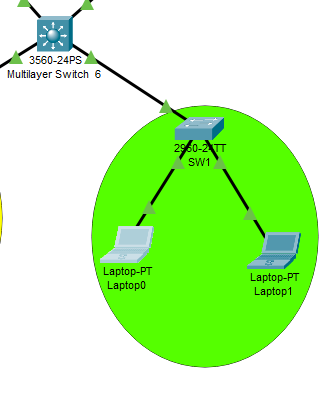 3560-24PS
Multilayer Switch 6
2960-24TT
SW1
Laptop-PT
Laptop0
Laptop-PT
Laptop1